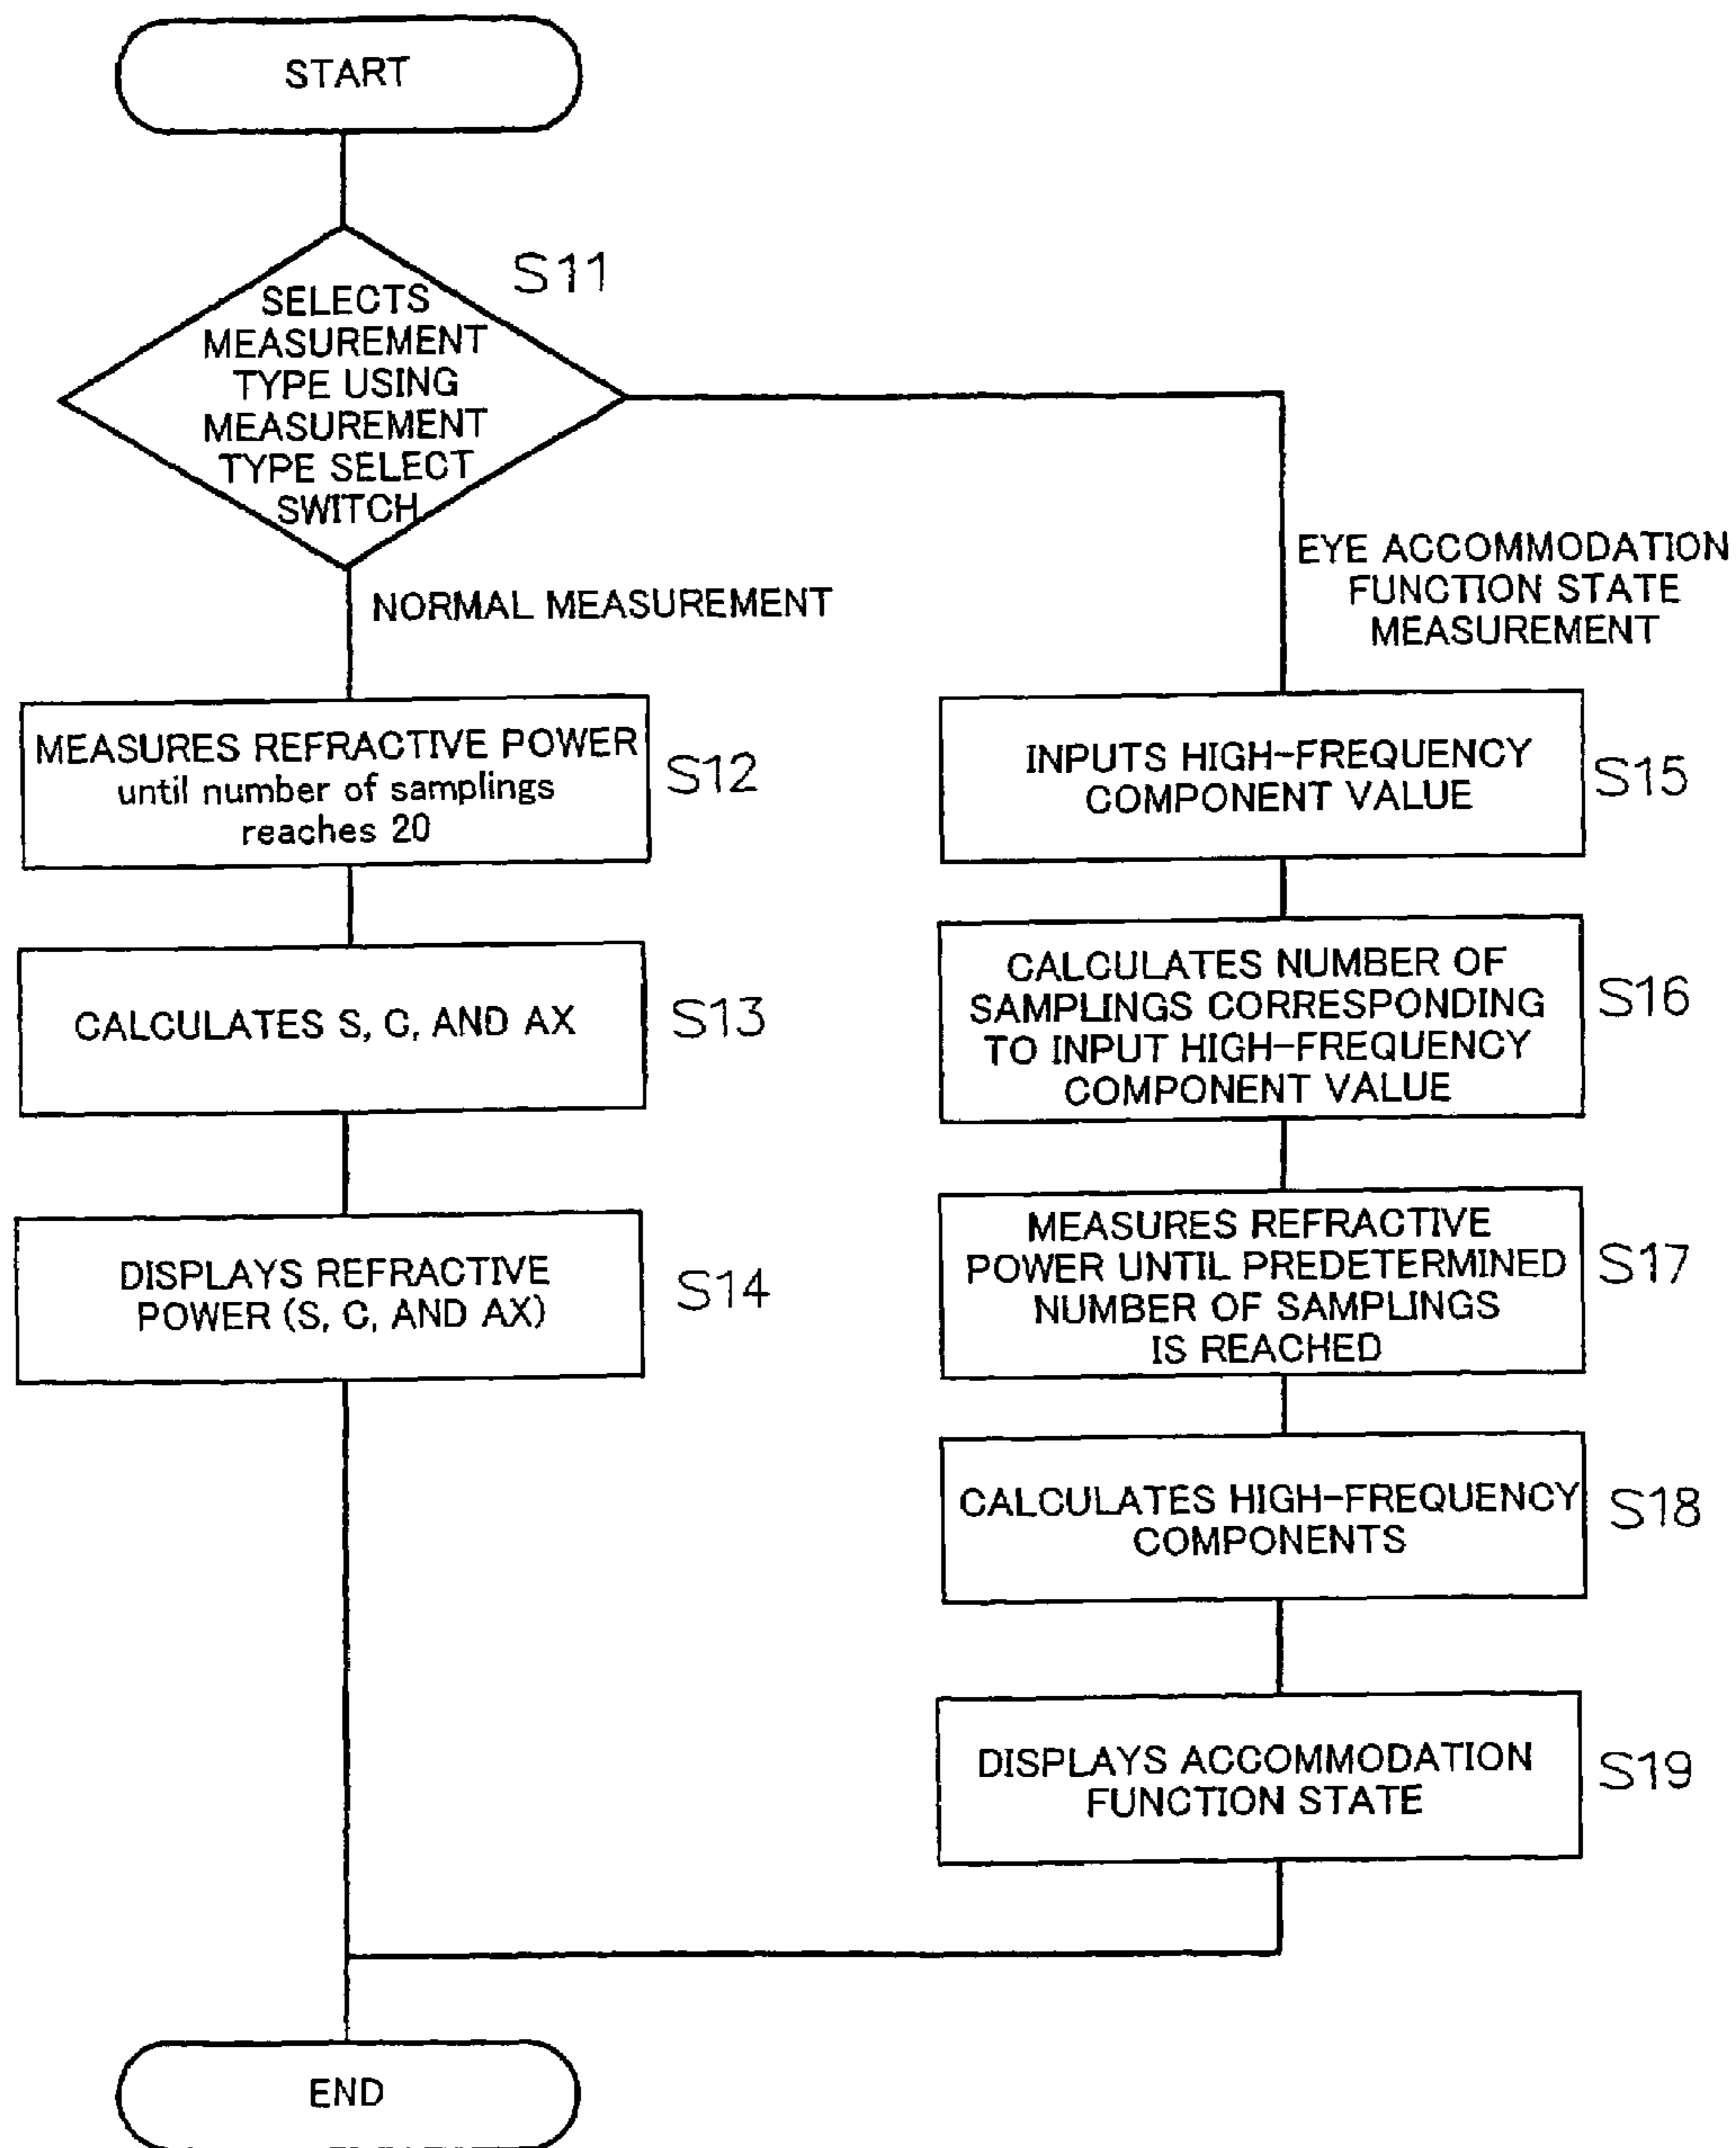 START
S11
SELECTS
MEASUREMENT
TYPE USING
MEASUREMENT
TYPE SELECT
SWITCH
NORMAL MEASUREMENT
EYE ACCOMMODATION
FUNCTION STATE
MEASUREMENT
MEASURES REFRACTIVE POWER
until number of samplings
reaches 20
S12
CALCULATES S, C, AND AX
S13
DISPLAYS REFRACTIVE
POWER (S, C, AND AX)
S14
INPUTS HIGH-FREQUENCY
COMPONENT VALUE
S15
CALCULATES NUMBER OF
SAMPLINGS CORRESPONDING
TO INPUT HIGH-FREQUENCY
COMPONENT VALUE
S16
MEASURES REFRACTIVE
POWER UNTIL PREDETERMINED
NUMBER OF SAMPLINGS
IS REACHED
S17
CALCULATES HIGH-FREQUENCY
COMPONENTS
S18
DISPLAYS ACCOMMODATION
FUNCTION STATE
S19
END